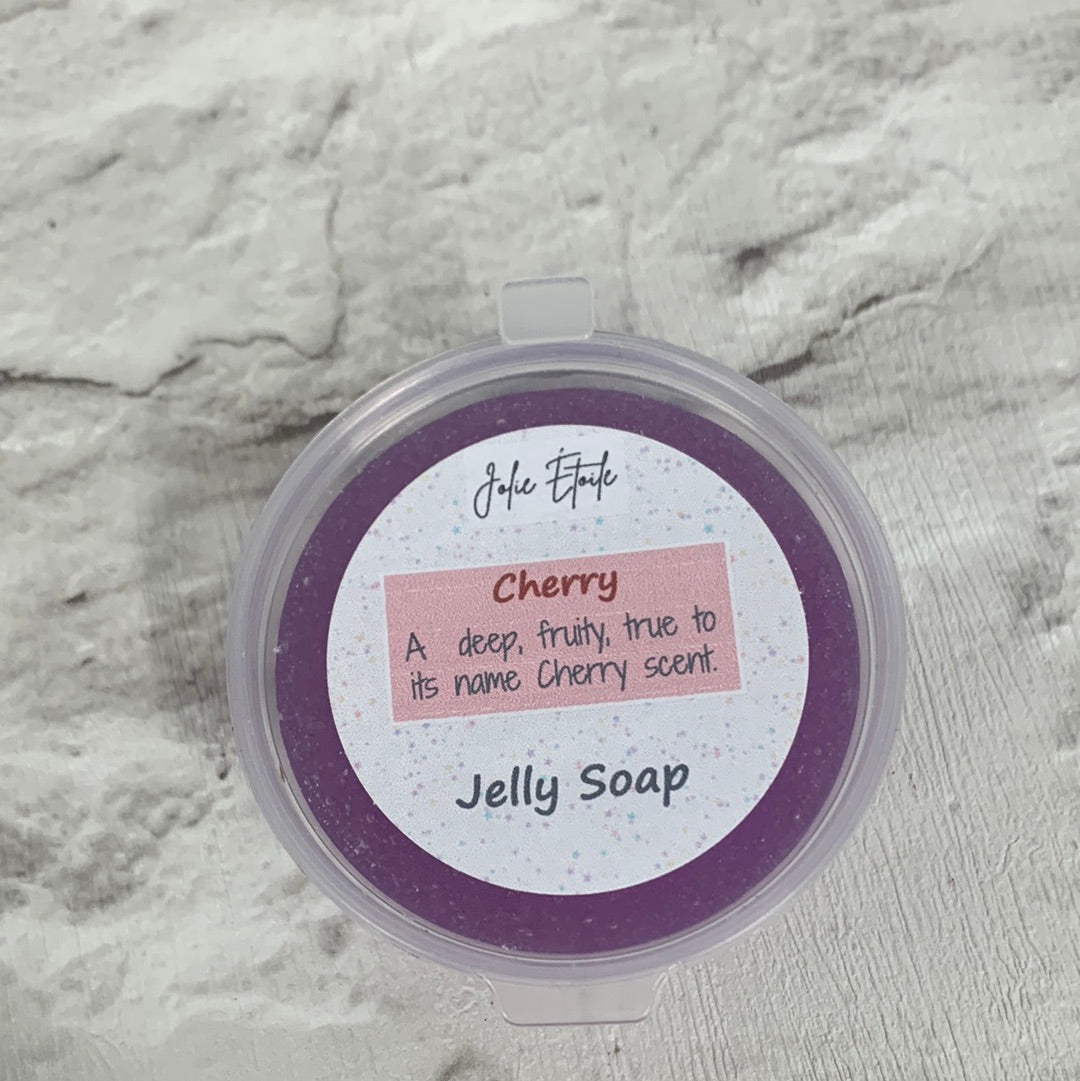 Jolie Étoile
Cherry
A deep, fruity, true to
its name Cherry scent.
Jelly Soap